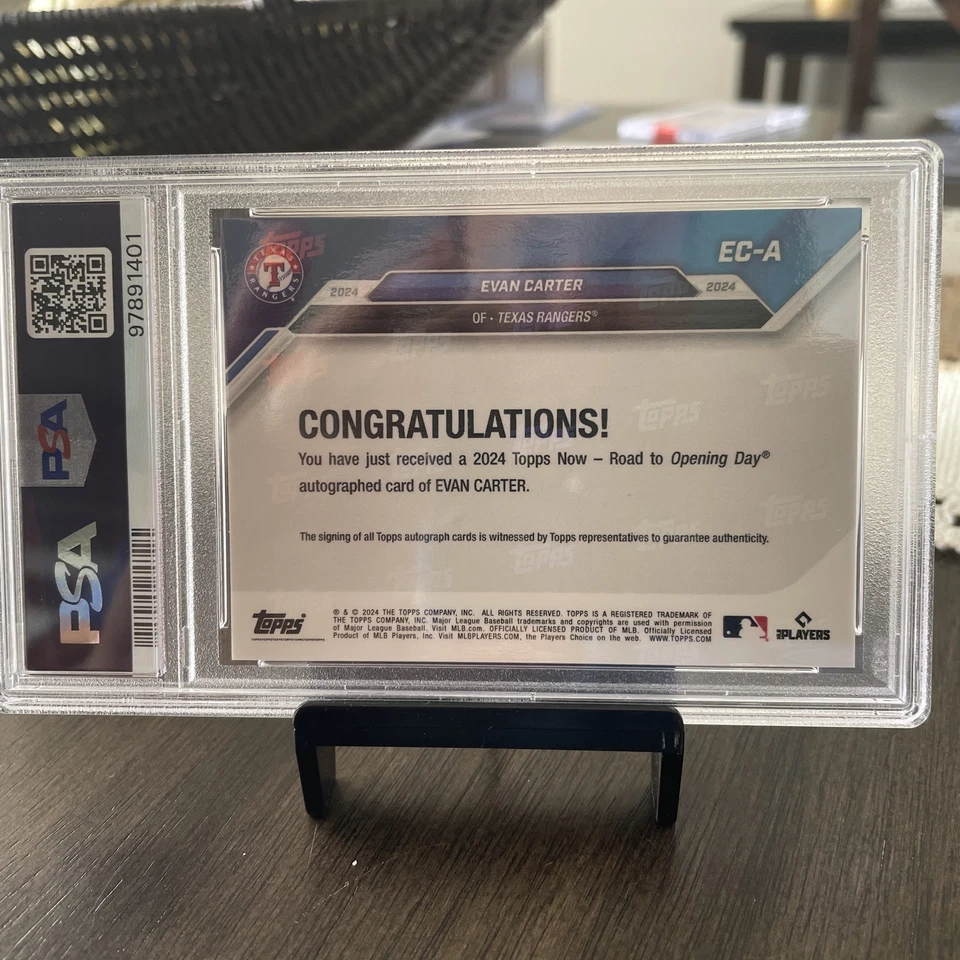 97891401
PSA
PSA
TEXAS
T
RANGERS
TOPPS
EC-A
2024
EVAN CARTER
2024
OF • TEXAS RANGERS®
CONGRATULATIONS!
You have just received a 2024 Topps Now – Road to Opening Day®
autographed card of EVAN CARTER.
The signing of all Topps autograph cards is witnessed by Topps representatives to guarantee authenticity.
Topps
® & © 2024 THE TOPPS COMPANY, INC. ALL RIGHTS RESERVED. TOPPS IS A REGISTERED TRADEMARK OF
THE TOPPS COMPANY, INC. Major League Baseball trademarks and copyrights are used with permission
of Major League Baseball. Visit MLB.com. OFFICIALLY LICENSED PRODUCT OF MLB. Officially Licensed
Product of MLB Players, Inc. Visit MLBPLAYERS.COM, the Players Choice on the web. WWW.TOPPS.COM
PLAYERS